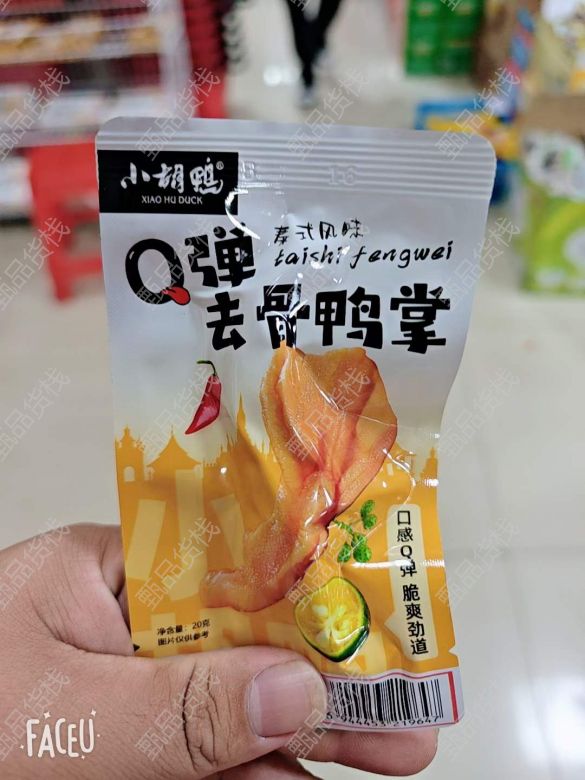 小胡鸭®
XIAO HU DUCK
泰式风味
taishi fengwei
Q弹
去骨鸭掌
口感Q弹 脆爽劲道
净含量: 20克
图片仅供参考
219647
FACEU
甄品货栈